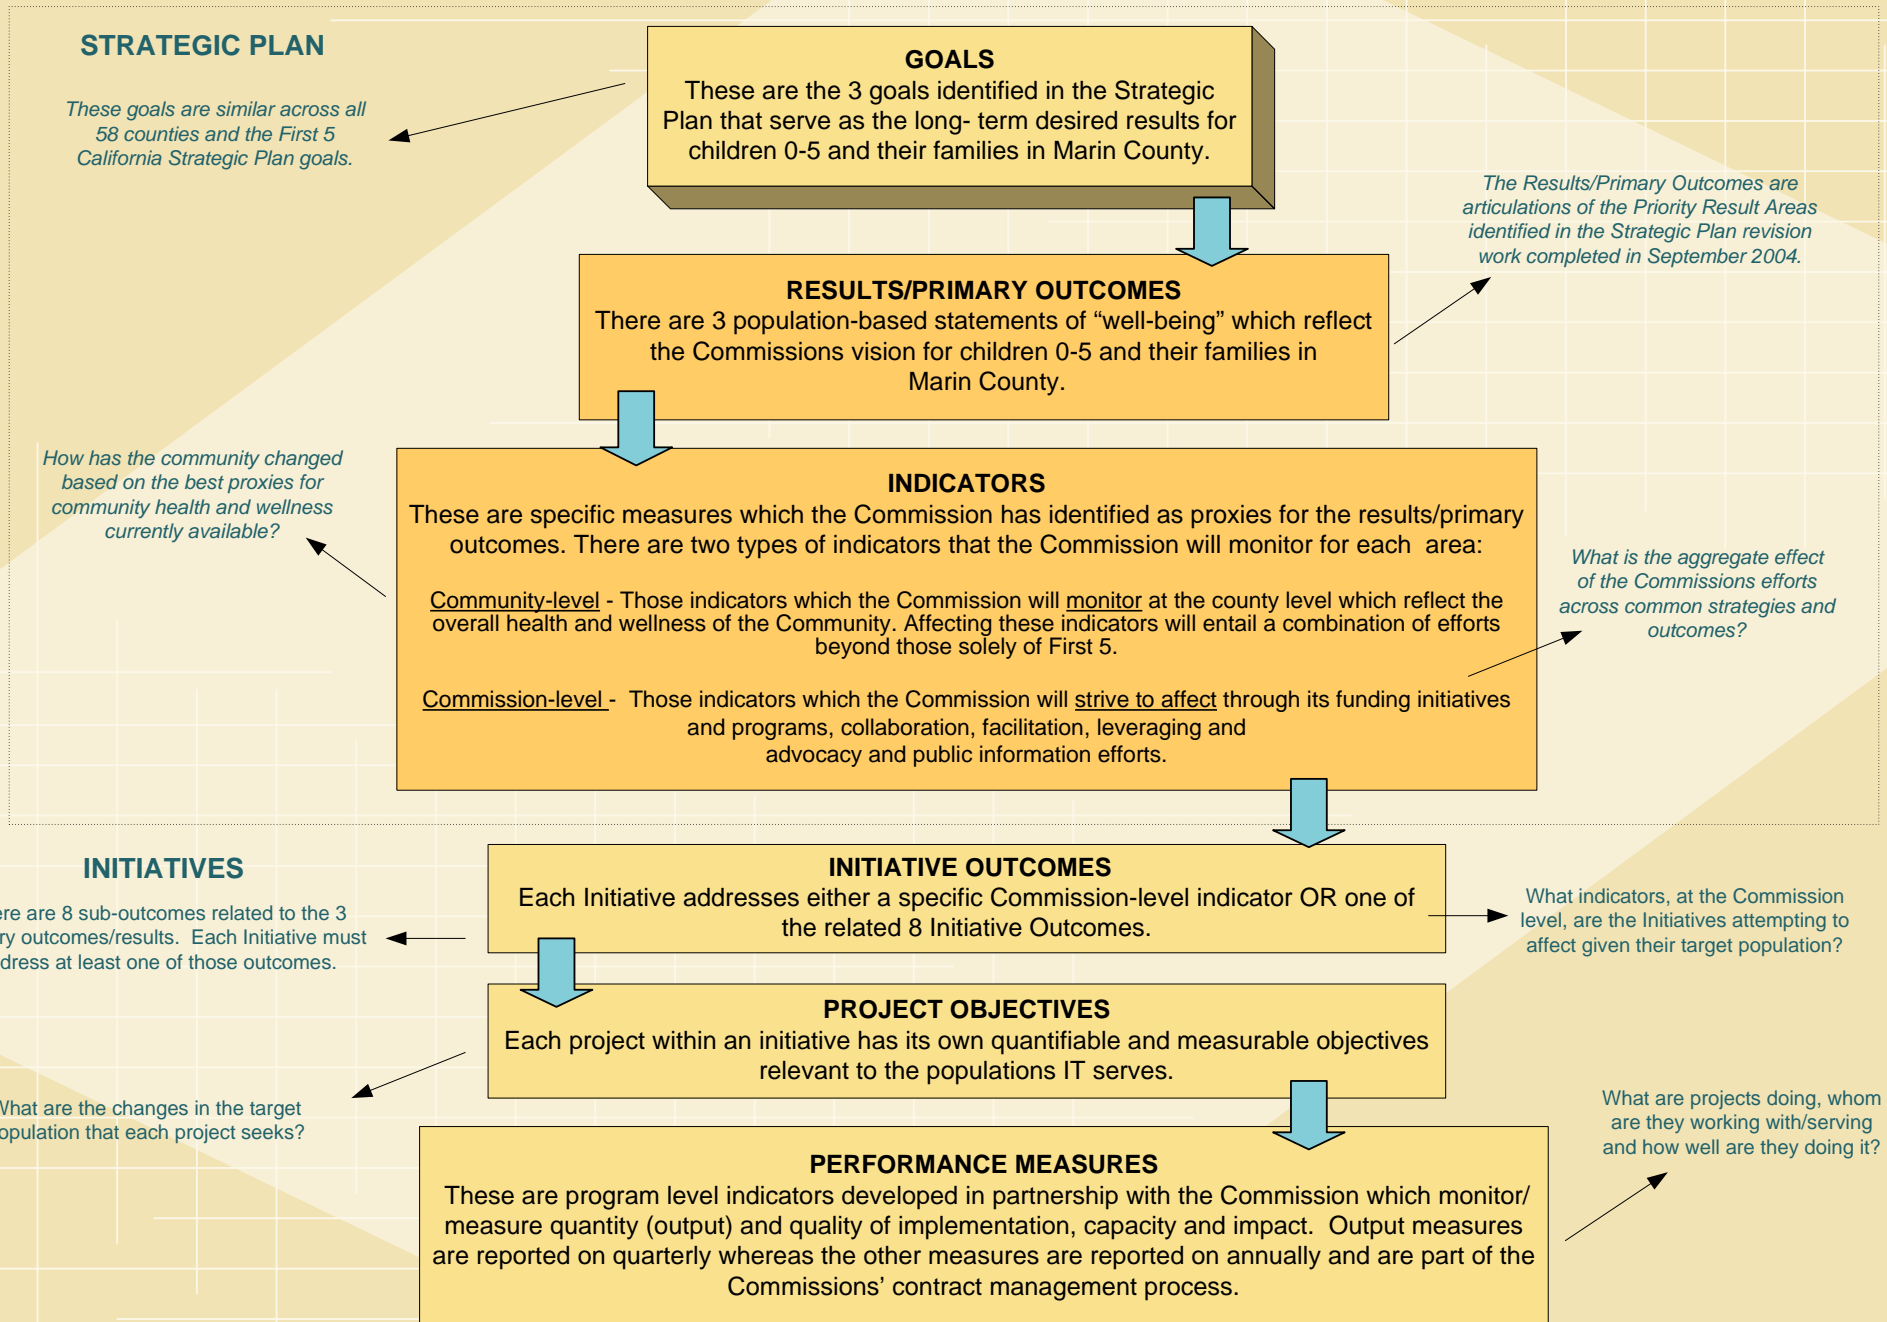 STRATEGIC PLAN
These goals are similar across all
58 counties and the First 5
California Strategic Plan goals.
GOALS
These are the 3 goals identified in the Strategic
Plan that serve as the long- term desired results for
children 0-5 and their families in Marin County.
The Results/Primary Outcomes are
articulations of the Priority Result Areas
identified in the Strategic Plan revision
work completed in September 2004.
RESULTS/PRIMARY OUTCOMES
There are 3 population-based statements of “well-being” which reflect
the Commissions vision for children 0-5 and their families in
Marin County.
How has the community changed
based on the best proxies for
community health and wellness
currently available?
INDICATORS
These are specific measures which the Commission has identified as proxies for the results/primary
outcomes. There are two types of indicators that the Commission will monitor for each  area:
Community-level - Those indicators which the Commission will monitor at the county level which reflect the
overall health and wellness of the Community. Affecting these indicators will entail a combination of efforts
beyond those solely of First 5.
Commission-level -  Those indicators which the Commission will strive to affect through its funding initiatives
and programs, collaboration, facilitation, leveraging and
advocacy and public information efforts.
What is the aggregate effect
of the Commissions efforts
across common strategies and
outcomes?
INITIATIVES
ere are 8 sub-outcomes related to the 3
ry outcomes/results.  Each Initiative must
dress at least one of those outcomes.
INITIATIVE OUTCOMES
Each Initiative addresses either a specific Commission-level indicator OR one of
the related 8 Initiative Outcomes.
What indicators, at the Commission
level, are the Initiatives attempting to
affect given their target population?
PROJECT OBJECTIVES
Each project within an initiative has its own quantifiable and measurable objectives
relevant to the populations IT serves.
What are the changes in the target
opulation that each project seeks?
What are projects doing, whom
are they working with/serving
and how well are they doing it?
PERFORMANCE MEASURES
These are program level indicators developed in partnership with the Commission which monitor/
measure quantity (output) and quality of implementation, capacity and impact.  Output measures
are reported on quarterly whereas the other measures are reported on annually and are part of the
Commissions’ contract management process.